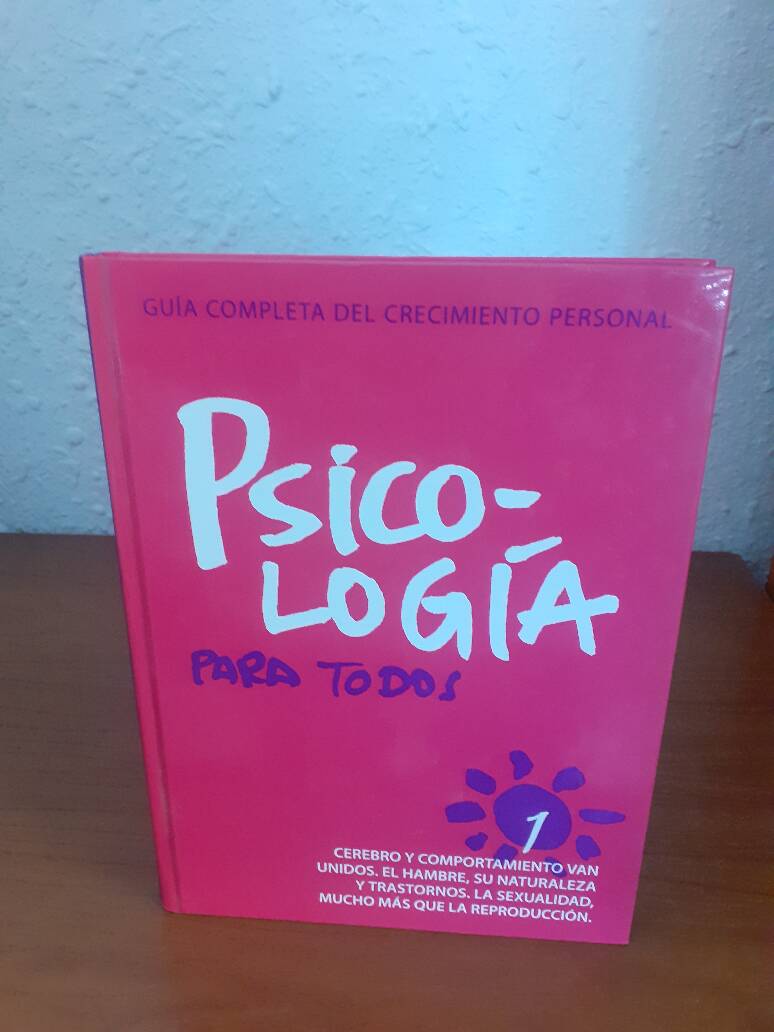 GUÍA COMPLETA DEL CRECIMIENTO PERSONAL
PSICO-
LOGÍA
PARA TODOS
1
CEREBRO Y COMPORTAMIENTO VAN
UNIDOS. EL HAMBRE, SU NATURALEZA
Y TRASTORNOS. LA SEXUALIDAD,
MUCHO MÁS QUE LA REPRODUCCIÓN.